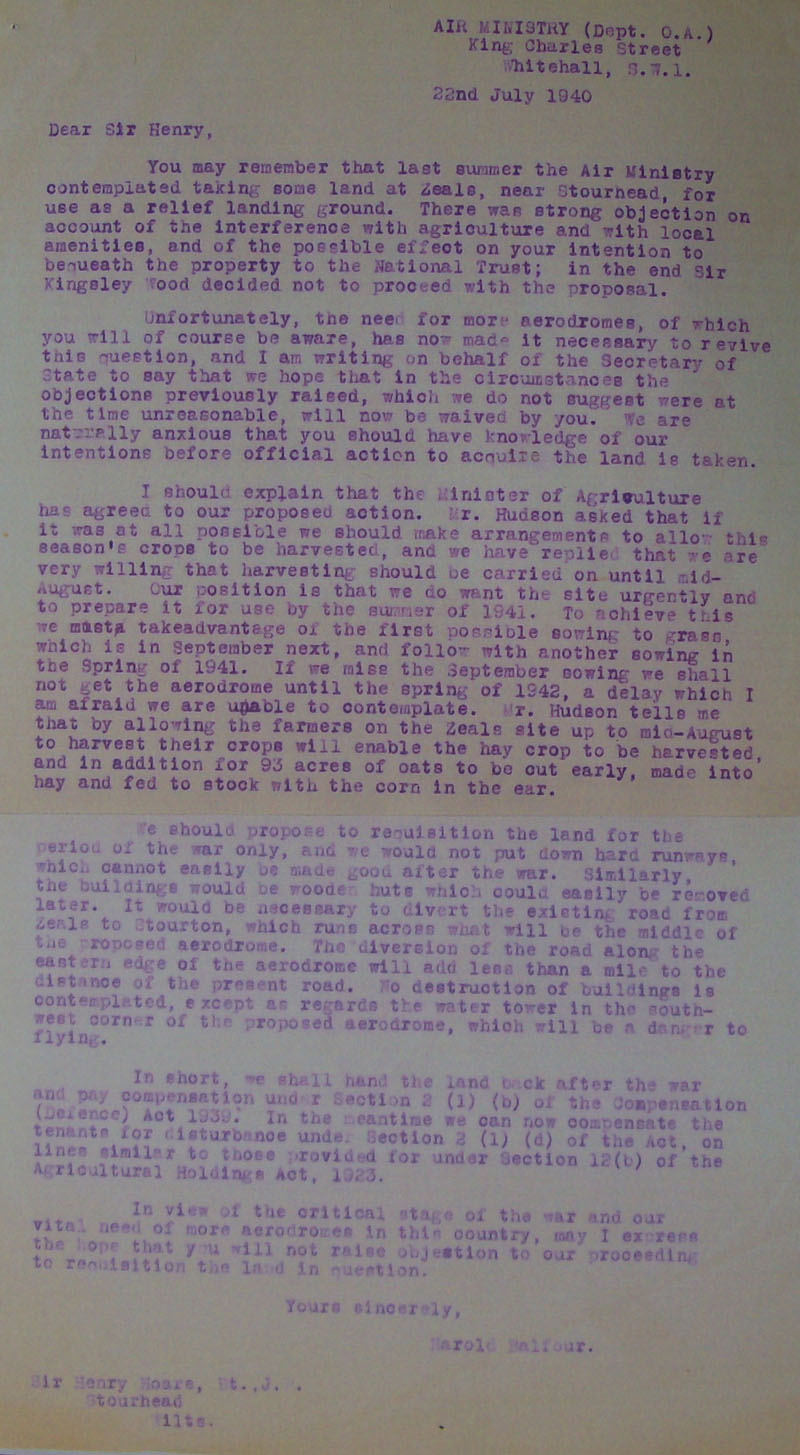 AIR MINISTRY (Dept. O.A.)
King Charles Street
Whitehall, S.W.1.
22nd July 1940
Dear Sir Henry,
You may remember that last summer the Air Ministry
contemplated taking some land at Zeals, near Stourhead, for
use as a relief landing ground. There was strong objection on
account of the interference with agriculture and with local
amenities, and of the possible effect on your intention to
bequeath the property to the National Trust; in the end Sir
Kingsley Wood decided not to proceed with the proposal.
Unfortunately, the need for more aerodromes, of which
you will of course be aware, has now made it necessary to revive
this question, and I am writing on behalf of the Secretary of
State to say that we hope that in the circumstances the
objections previously raised, which we do not suggest were at
the time unreasonable, will now be waived by you. We are
naturally anxious that you should have knowledge of our
intentions before official action to acquire the land is taken.
I should explain that the Minister of Agriculture
has agreed to our proposed action. Mr. Hudson asked that if
it was at all possible we should make arrangements to allow this
season's crops to be harvested, and we have replied that we are
very willing that harvesting should be carried on until mid-
August. Our position is that we do want the site urgently and
to prepare it for use by the summer of 1941. To achieve this
we must takeadvantage of the first possible sowing to grass,
which is in September next, and follow with another sowing in
the Spring of 1941. If we miss the September sowing we shall
not get the aerodrome until the spring of 1942, a delay which I
am afraid we are unable to contemplate. Mr. Hudson tells me
that by allowing the farmers on the Zeals site up to mid-August
to harvest their crops will enable the hay crop to be harvested,
and in addition for 93 acres of oats to be cut early, made into
hay and fed to stock with the corn in the ear.
We should propose to requisition the land for the
period of the war only, and we would not put down hard runways,
which cannot easily be made good after the war. Similarly,
the buildings would be wooden huts which could easily be removed
later. It would be necessary to divert the existing road from
Zeals to Stourton, which runs across what will be the middle of
the proposed aerodrome. The diversion of the road along the
eastern edge of the aerodrome will add less than a mile to the
distance of the present road. No destruction of buildings is
contemplated, except as regards the water tower in the south-
west corner of the proposed aerodrome, which will be a danger to
flying.
In short, we shall hand the land back after the war
and pay compensation under Section 2 (1) (b) of the Compensation
(Defence) Act 1939. In the meantime we can now compensate the
tenants for disturbance under Section 2 (1) (d) of the Act, on
lines similar to those provided for under Section 12(b) of the
Agricultural Holdings Act, 1923.
In view of the critical stage of the war and our
vital need of more aerodromes in this country, may I express
the hope that you will not raise objection to our proceeding
to requisition the land in question.
Yours sincerely,
Harold Balfour.
Sir Henry Hoare, Bt.,
Stourhead
Wilts.